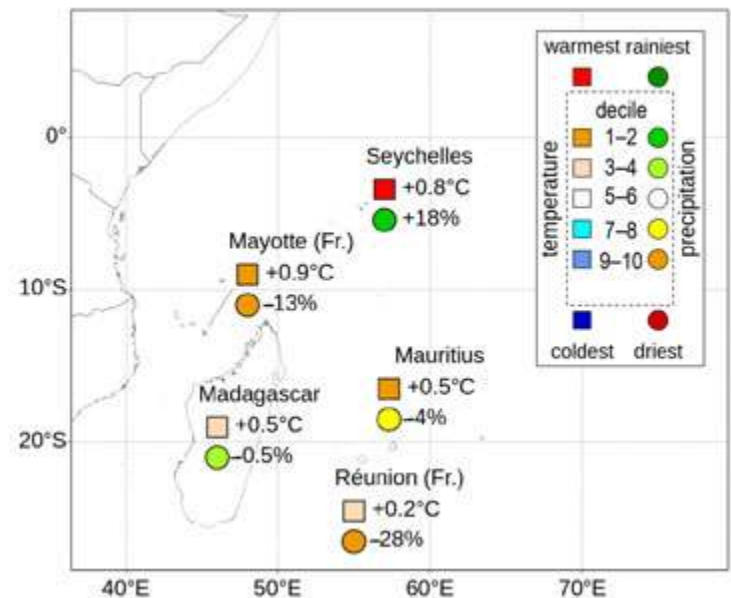 warmest rainiest
decile
1–2
3–4
5–6
7–8
9–10
temperature
precipitation
coldest driest
0°
10°S
20°S
Seychelles
+0.8°C
+18%
Mayotte (Fr.)
+0.9°C
–13%
Mauritius
+0.5°C
–4%
Madagascar
+0.5°C
–0.5%
Réunion (Fr.)
+0.2°C
–28%
40°E 50°E 60°E 70°E